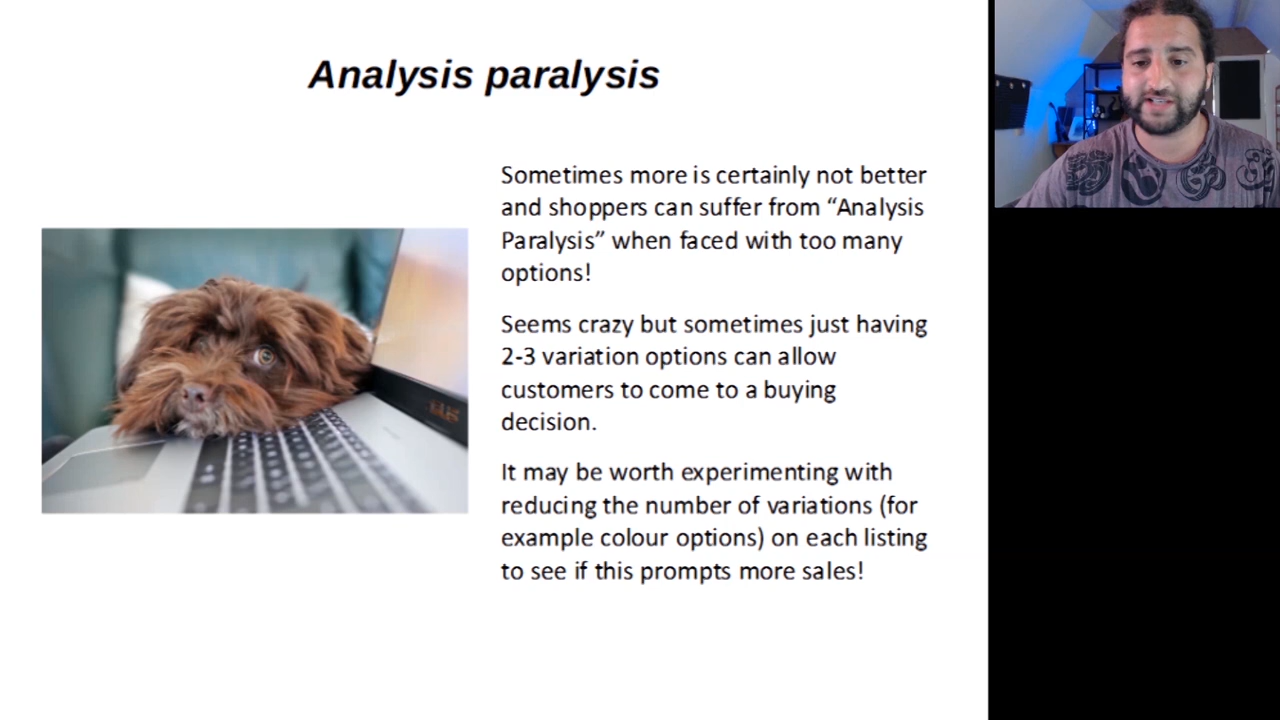 Analysis paralysis
Sometimes more is certainly not better
and shoppers can suffer from “Analysis
Paralysis” when faced with too many
options!
Seems crazy but sometimes just having
2-3 variation options can allow
customers to come to a buying
decision.
It may be worth experimenting with
reducing the number of variations (for
example colour options) on each listing
to see if this prompts more sales!